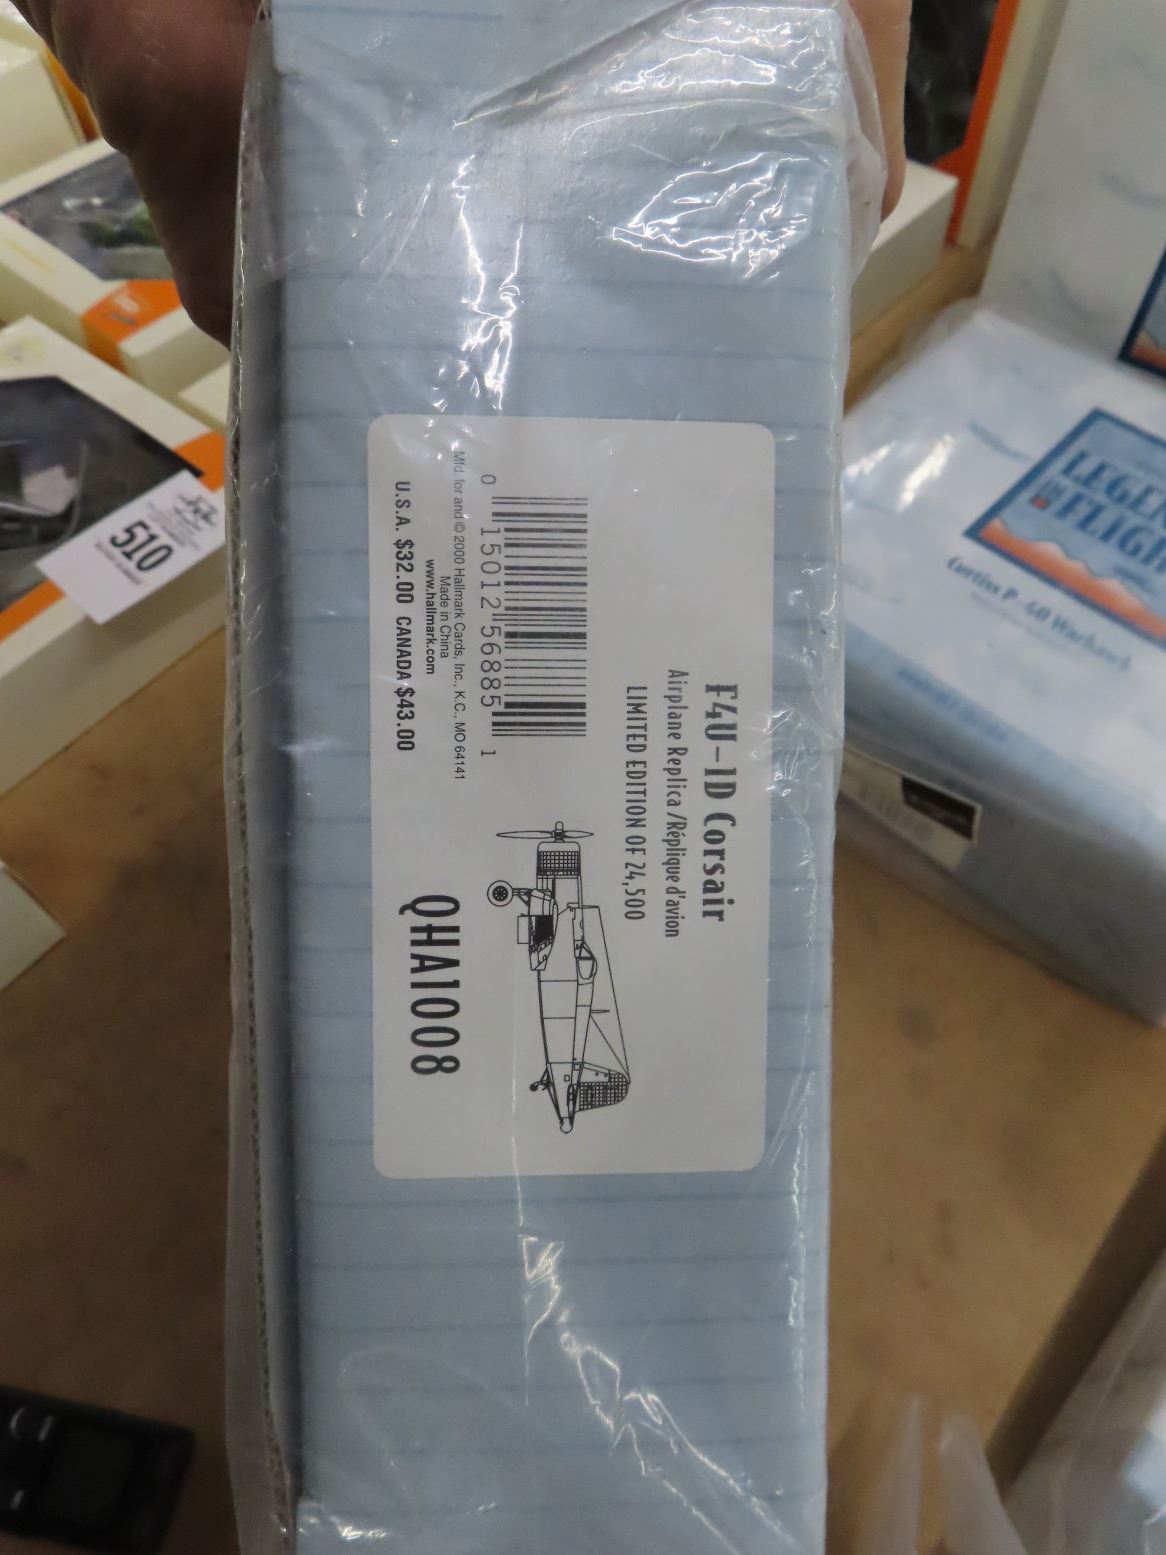 F4U-1D Corsair
Airplane Replica /Réplique d'avion
LIMITED EDITION OF 24,500
0 15012 56885 1
Mfd. for and © 2000 Hallmark Cards, Inc., K.C., MO 64141
Made in China
www.hallmark.com
U.S.A. $32.00 CANADA $43.00
QHA1008
510
Curtiss P-40 Warhawk